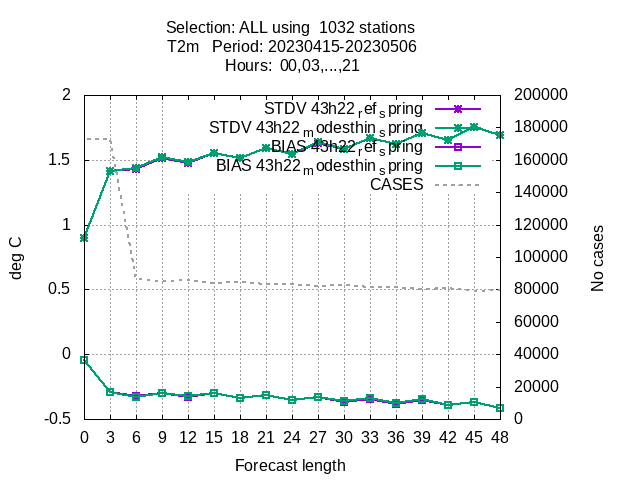 Selection: ALL using  1032 stations
T2m   Period: 20230415-20230506
Hours:  00,03,...,21
STDV 43h22_ref_spring
STDV 43h22_modesthin_spring
BIAS 43h22_ref_spring
BIAS 43h22_modesthin_spring
CASES
2
1.5
1
0.5
0
-0.5
deg C
200000
180000
160000
140000
120000
100000
80000
60000
40000
20000
0
No cases
0 3 6 9 12 15 18 21 24 27 30 33 36 39 42 45 48
Forecast length